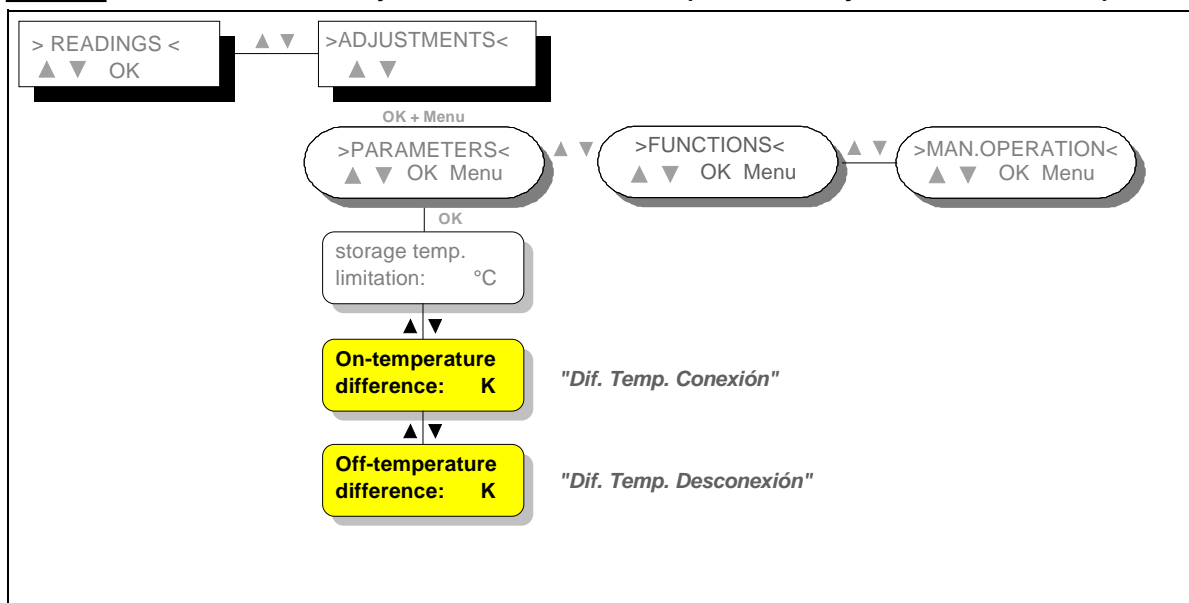 > READINGS <
▲ ▼ OK
▲ ▼
>ADJUSTMENTS<
▲ ▼
OK + Menu
>PARAMETERS<
▲ ▼ OK Menu
▲ ▼
>FUNCTIONS<
▲ ▼ OK Menu
▲ ▼
>MAN.OPERATION<
▲ ▼ OK Menu
OK
storage temp.
limitation: °C
▲ ▼
On-temperature
difference: K
"Dif. Temp. Conexión"
▲ ▼
Off-temperature
difference: K
"Dif. Temp. Desconexión"